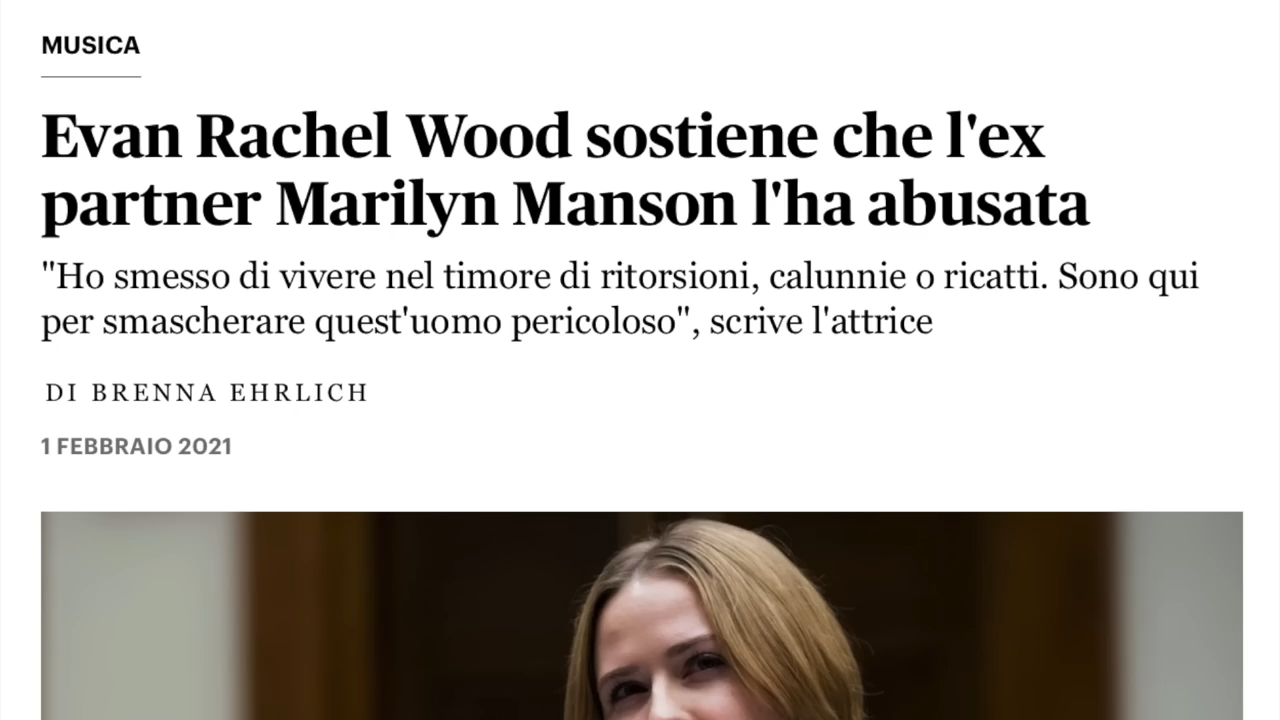 MUSICA
Evan Rachel Wood sostiene che l'ex
partner Marilyn Manson l'ha abusata
"Ho smesso di vivere nel timore di ritorsioni, calunnie o ricatti. Sono qui
per smascherare quest'uomo pericoloso", scrive l'attrice
DI BRENNA EHRLICH
1 FEBBRAIO 2021